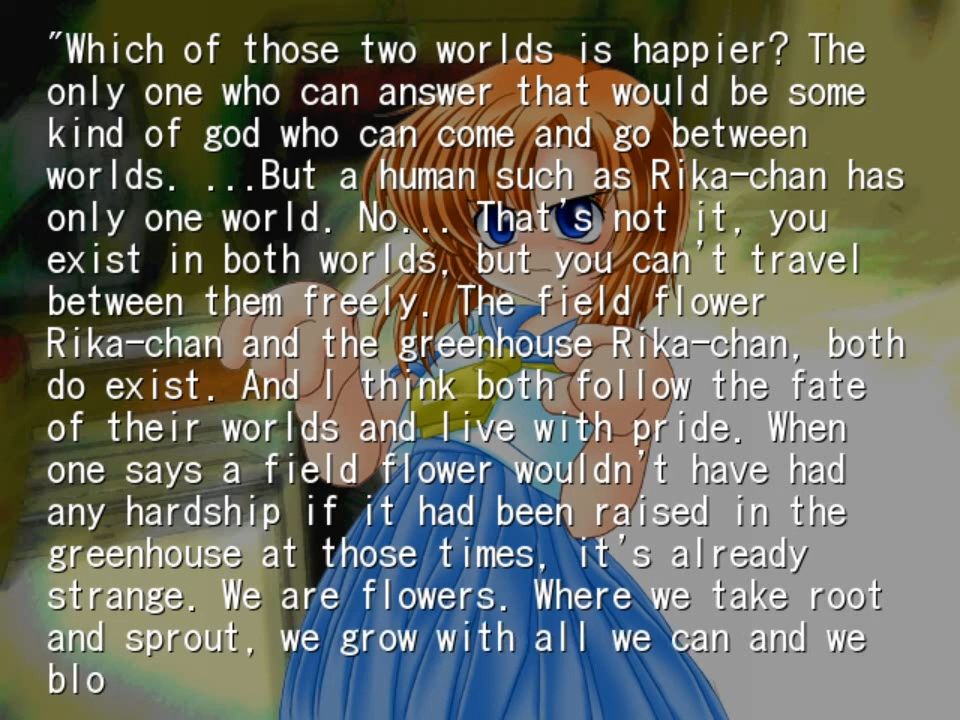 "Which of those two worlds is happier? The
only one who can answer that would be some
kind of god who can come and go between
worlds. ...But a human such as Rika-chan has
only one world. No... That's not it, you
exist in both worlds, but you can't travel
between them freely. The field flower
Rika-chan and the greenhouse Rika-chan, both
do exist. And I think both follow the fate
of their worlds and live with pride. When
one says a field flower wouldn't have had
any hardship if it had been raised in the
greenhouse at those times, it's already
strange. We are flowers. Where we take root
and sprout, we grow with all we can and we
blo